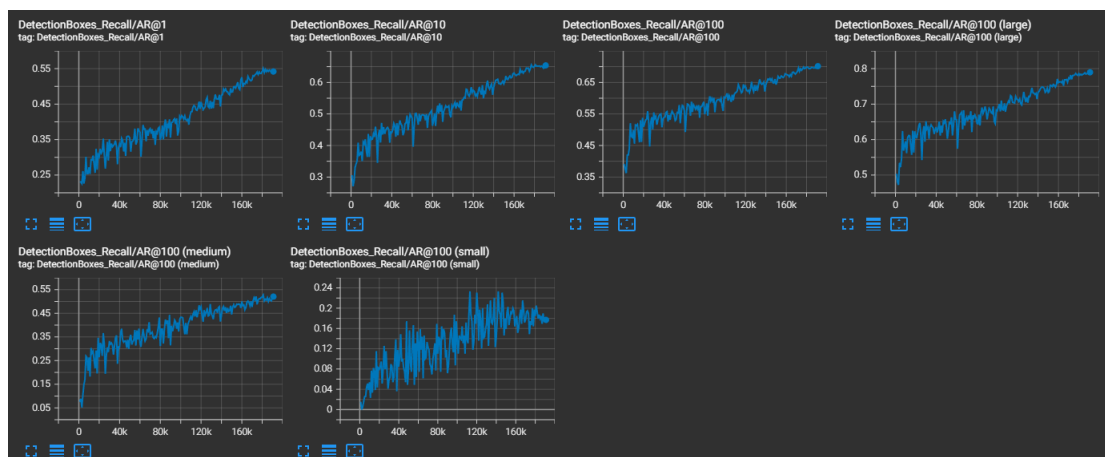 DetectionBoxes_Recall/AR@1
tag: DetectionBoxes_Recall/AR@1
0.55
0.45
0.35
0.25
0 40k 80k 120k 160k
DetectionBoxes_Recall/AR@10
tag: DetectionBoxes_Recall/AR@10
0.6
0.5
0.4
0.3
0 40k 80k 120k 160k
DetectionBoxes_Recall/AR@100
tag: DetectionBoxes_Recall/AR@100
0.65
0.55
0.45
0.35
0 40k 80k 120k 160k
DetectionBoxes_Recall/AR@100 (large)
tag: DetectionBoxes_Recall/AR@100 (large)
0.8
0.7
0.6
0.5
0 40k 80k 120k 160k
DetectionBoxes_Recall/AR@100 (medium)
tag: DetectionBoxes_Recall/AR@100 (medium)
0.55
0.45
0.35
0.25
0.15
0.05
0 40k 80k 120k 160k
DetectionBoxes_Recall/AR@100 (small)
tag: DetectionBoxes_Recall/AR@100 (small)
0.24
0.2
0.16
0.12
0.08
0.04
0
0 40k 80k 120k 160k